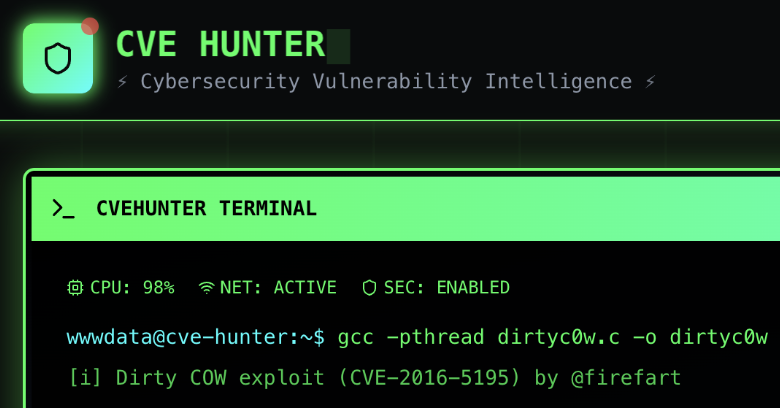 CVE HUNTER
⚡ Cybersecurity Vulnerability Intelligence ⚡
CVEHUNTER TERMINAL
CPU: 98% NET: ACTIVE SEC: ENABLED
wwwdata@cve-hunter:~$ gcc -pthread dirtyc0w.c -o dirtyc0w
[i] Dirty COW exploit (CVE-2016-5195) by @firefart